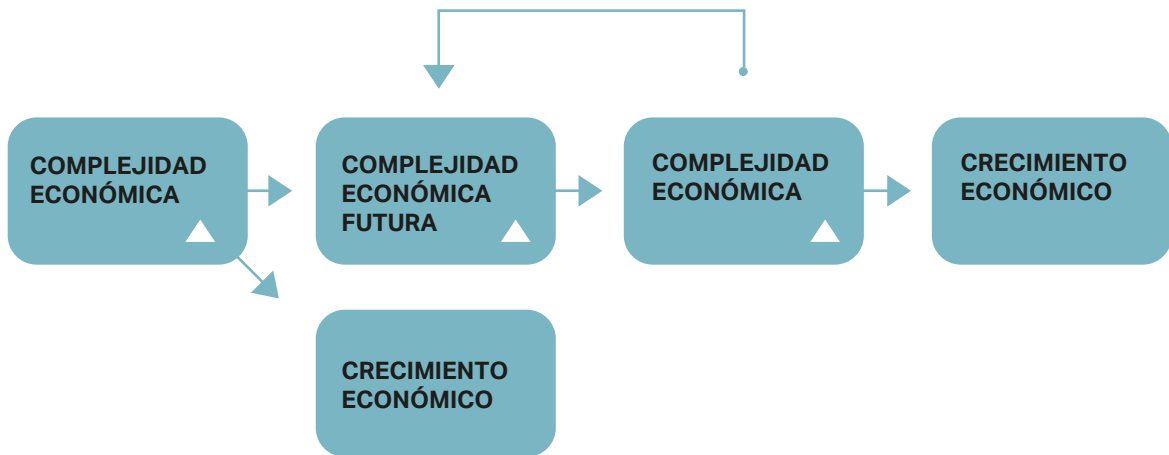 COMPLEJIDAD
ECONÓMICA
COMPLEJIDAD
ECONÓMICA
FUTURA
COMPLEJIDAD
ECONÓMICA
CRECIMIENTO
ECONÓMICO
CRECIMIENTO
ECONÓMICO